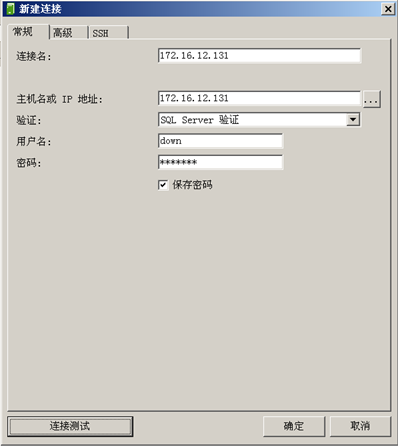 新建连接
常规 高级 SSH
连接名: 172.16.12.131
主机名或 IP 地址: 172.16.12.131 ...
验证: SQL Server 验证
用户名: down
密码: *******
保存密码
连接测试 确定 取消